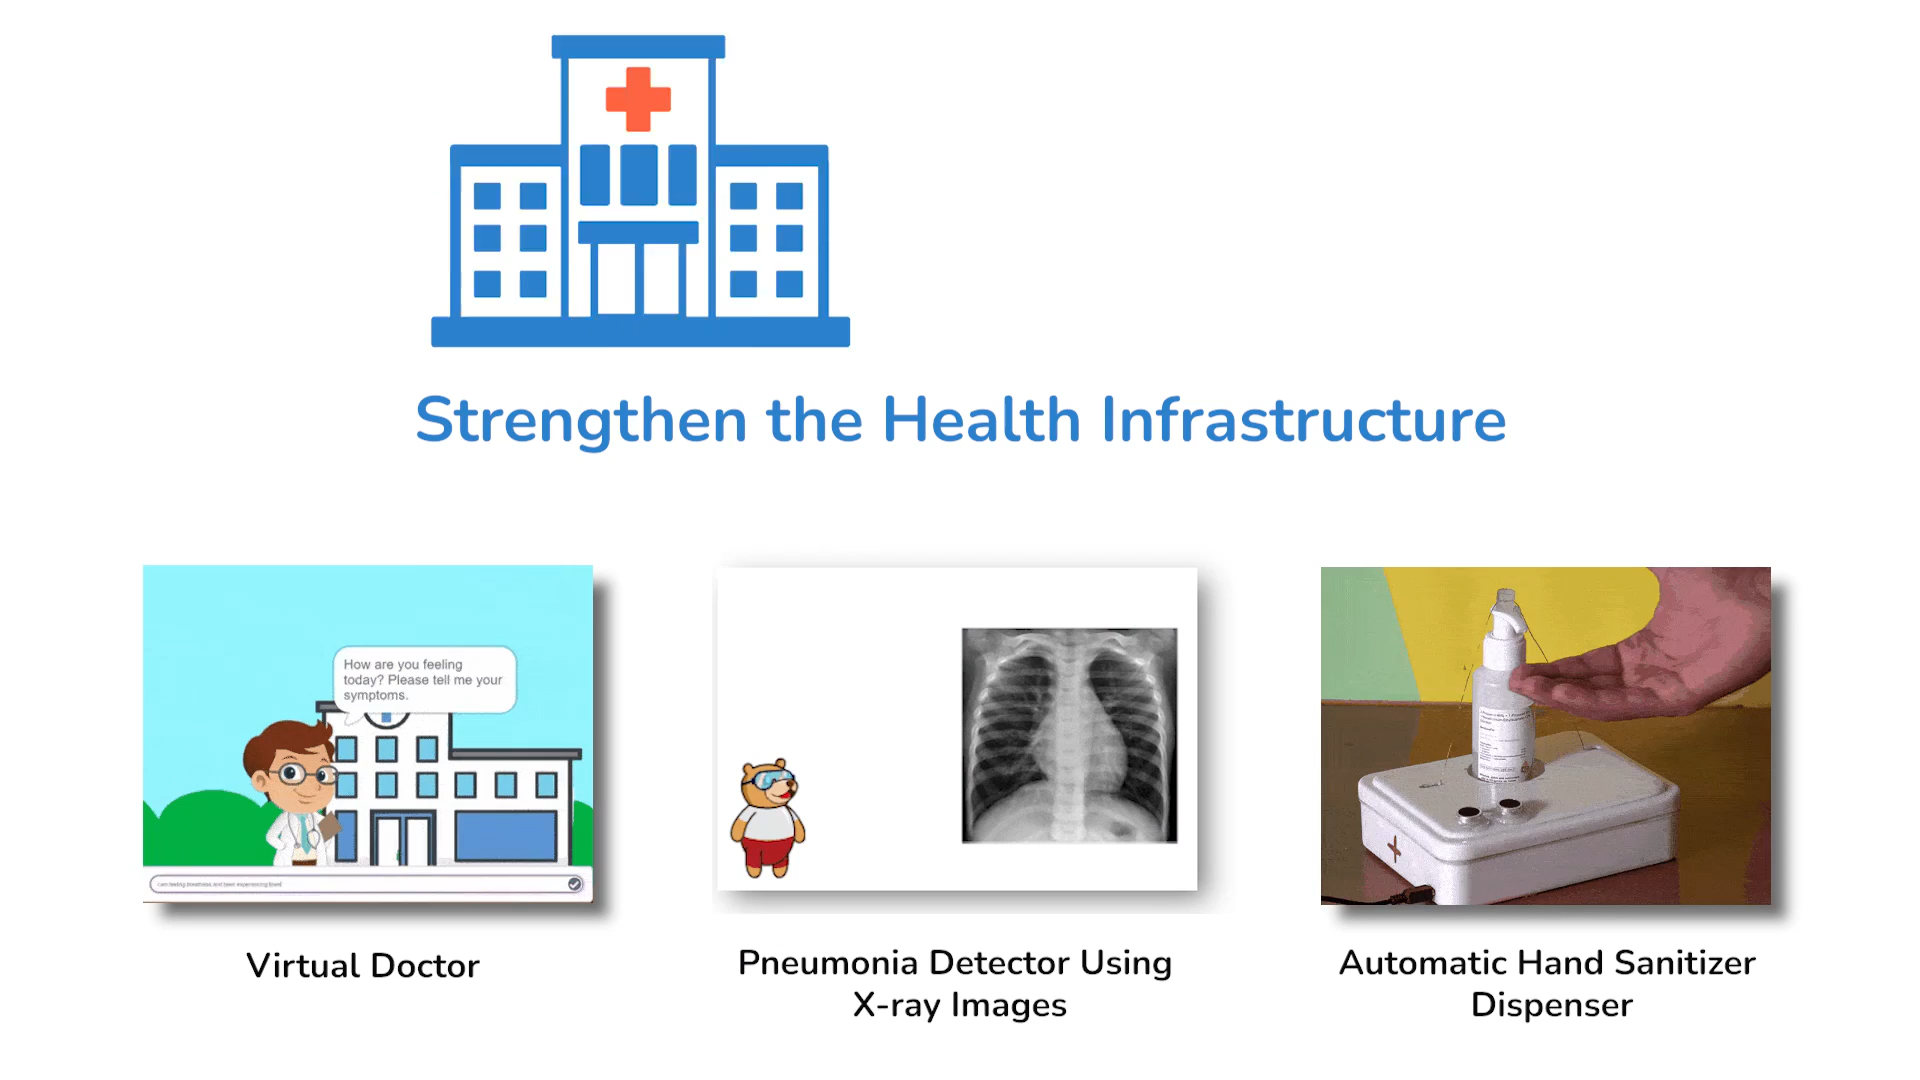 Strengthen the Health Infrastructure
How are you feeling
today? Please tell me your
symptoms.
Virtual Doctor
Pneumonia Detector Using
X-ray Images
Automatic Hand Sanitizer
Dispenser